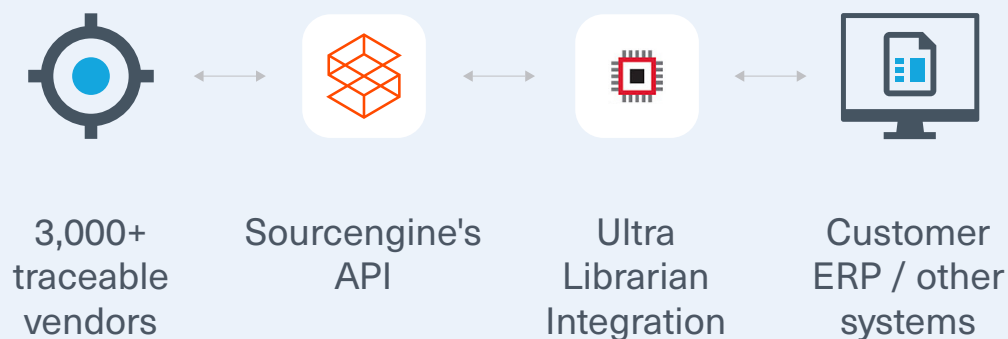 3,000+
traceable
vendors
Sourcengine's
API
Ultra
Librarian
Integration
Customer
ERP / other
systems